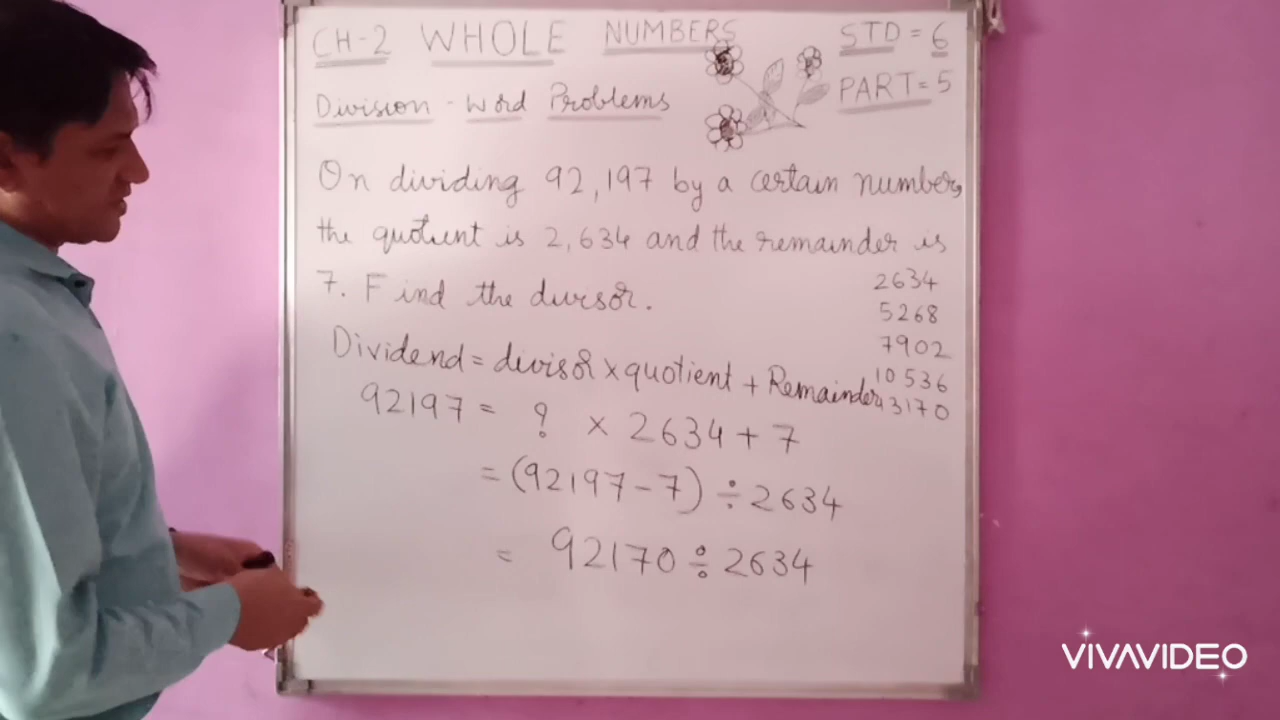 CH-2 WHOLE NUMBERS STD = 6
PART = 5
Division - Word Problems
On dividing 92,197 by a certain number,
the quotient is 2,634 and the remainder is
7. Find the divisor.
2634
5268
7902
10536
13170
Dividend = divisor × quotient + Remainder
92197 = ? × 2634 + 7
= (92197 - 7) ÷ 2634
= 92170 ÷ 2634
VIVAVIDEO